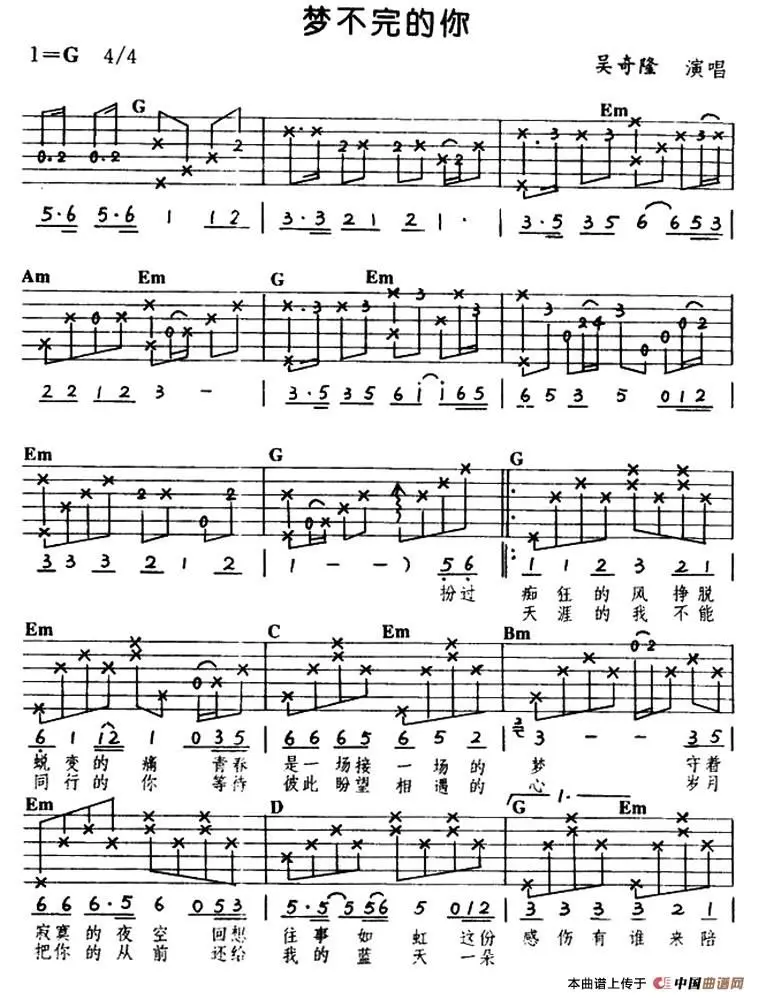 梦不完的你
1=G 4/4
吴奇隆 演唱
G Em
5·6 5·6 1 1 2 | 3·3 2 1 2 1 · | 3·5 3 5 6 6 5 3 |
Am Em G Em
2 2 1 2 3 - | 3·5 3 5 6 i i 6 5 | 6 5 3 5 0 1 2 |
Em G G
3 3 3 2 1 2 | 1 - - ) 5 6 |: 1 1 2 3 2 1
扮过 痴狂的风挣脱
天涯的我不能
Em C Em Bm
6 1 1 2 1 0 3 5 | 6 6 6 5 6 6 6 5 | 3 - - 3 5
蜕变的痛 青春 是一场接一场的 梦 守着
同行的你 等待 彼此盼望相遇的 心 岁月
Em D G 1. Em
6 6 6·5 6 0 5 3 | 5·5 5 5 6 5 0 1 2 | 3 3 3 3 2 1
寂寞的夜空 回想 往事如虹 这份 感伤有谁来陪
把你的从前 还给 我的蓝天 一朵
本曲谱上传于 中国曲谱网